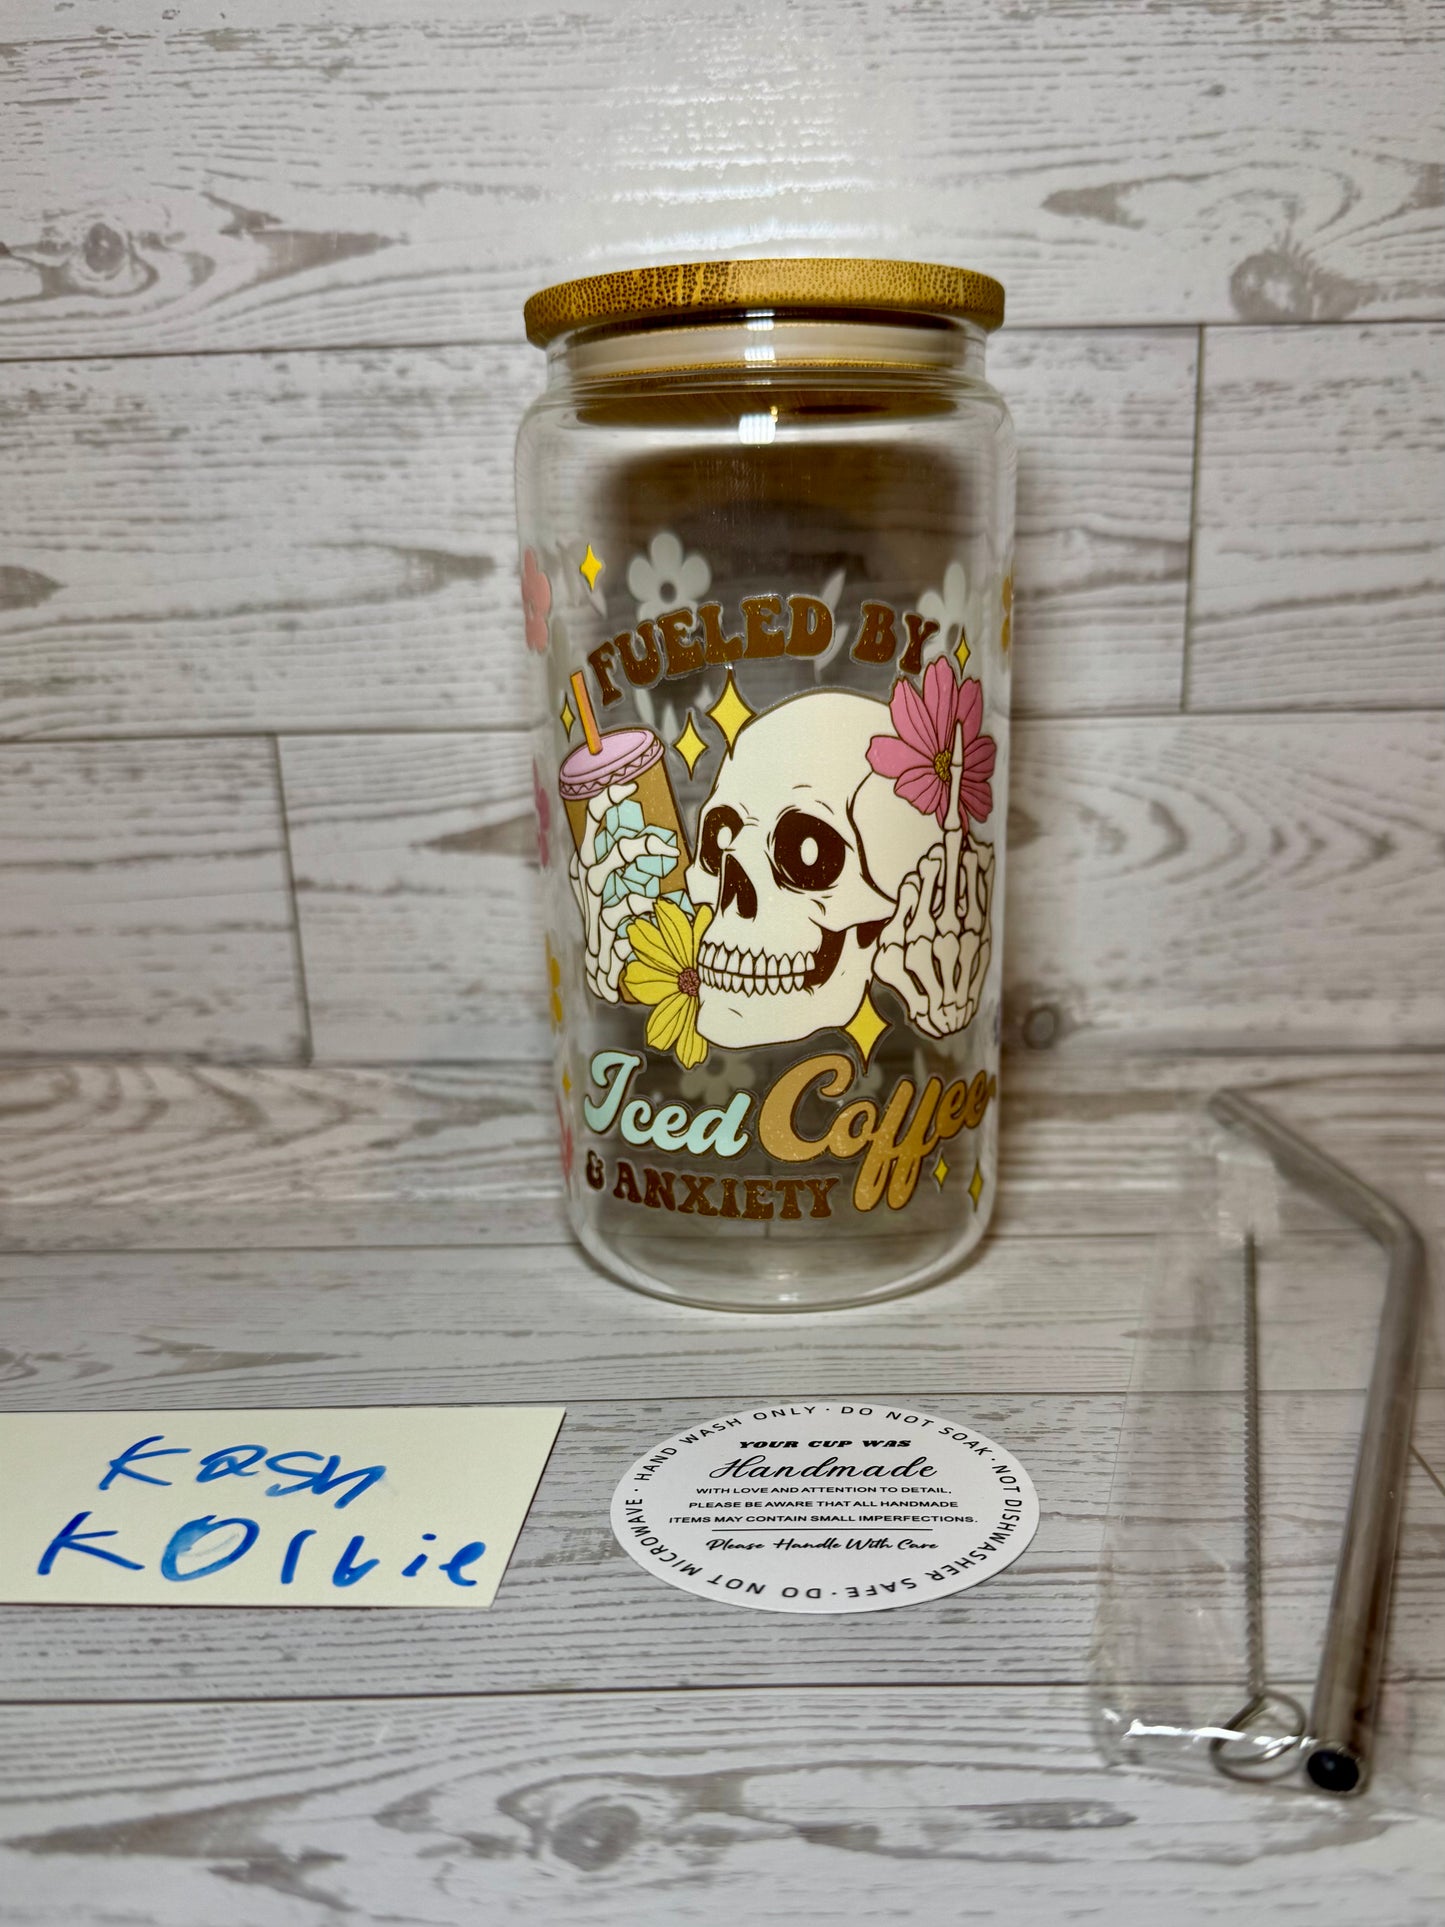 FUELED BY
Iced Coffee
& ANXIETY
Kash
KOlbie
HAND WASH ONLY · DO NOT SOAK · NOT DISHWASHER SAFE · DO NOT MICROWAVE ·
YOUR CUP WAS
Handmade
WITH LOVE AND ATTENTION TO DETAIL,
PLEASE BE AWARE THAT ALL HANDMADE
ITEMS MAY CONTAIN SMALL IMPERFECTIONS.
Please Handle With Care